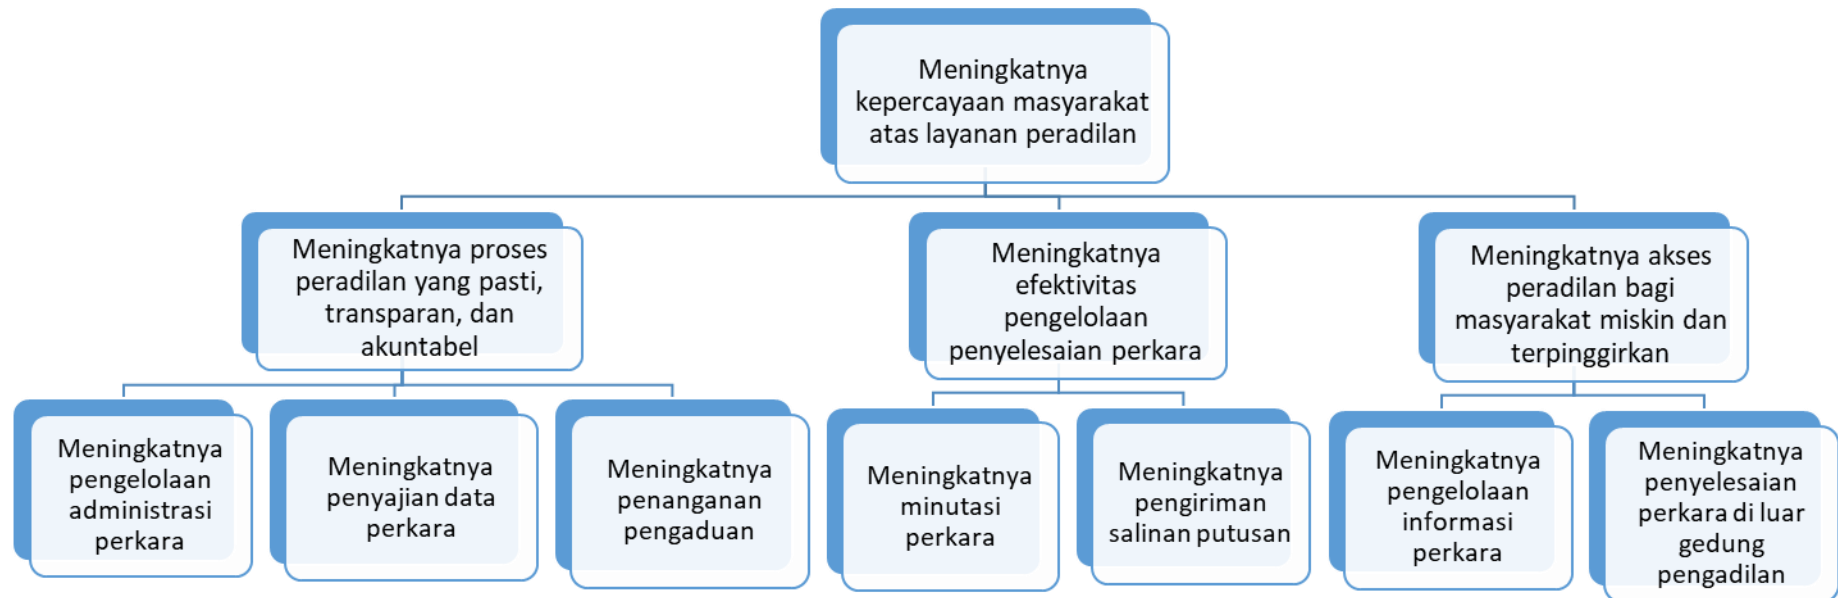 Meningkatnya
kepercayaan masyarakat
atas layanan peradilan
Meningkatnya proses
peradilan yang pasti,
transparan, dan
akuntabel
Meningkatnya
efektivitas
pengelolaan
penyelesaian perkara
Meningkatnya akses
peradilan bagi
masyarakat miskin dan
terpinggirkan
Meningkatnya
pengelolaan
administrasi
perkara
Meningkatnya
penyajian data
perkara
Meningkatnya
penanganan
pengaduan
Meningkatnya
minutasi
perkara
Meningkatnya
pengiriman
salinan putusan
Meningkatnya
pengelolaan
informasi
perkara
Meningkatnya
penyelesaian
perkara di luar
gedung
pengadilan